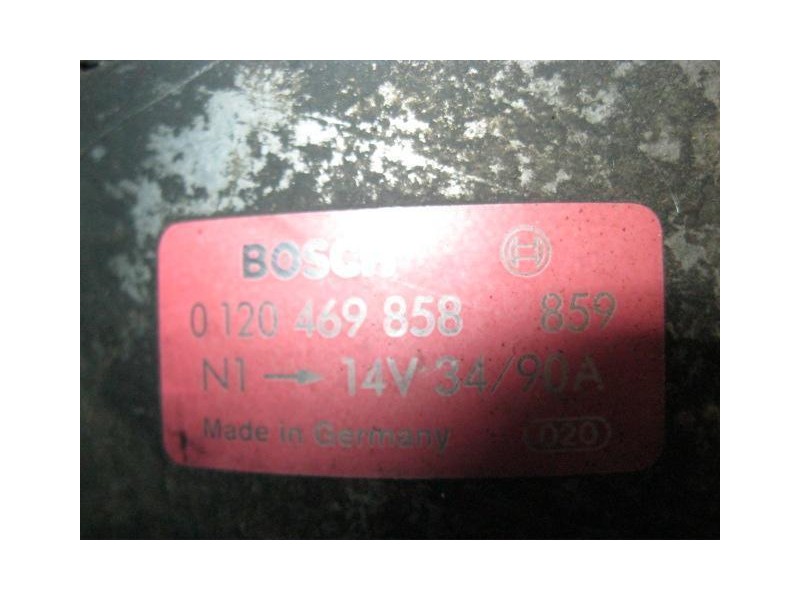 BOSCH
0 120 469 858 859
N1 → 14V 34/90A
Made in Germany 020